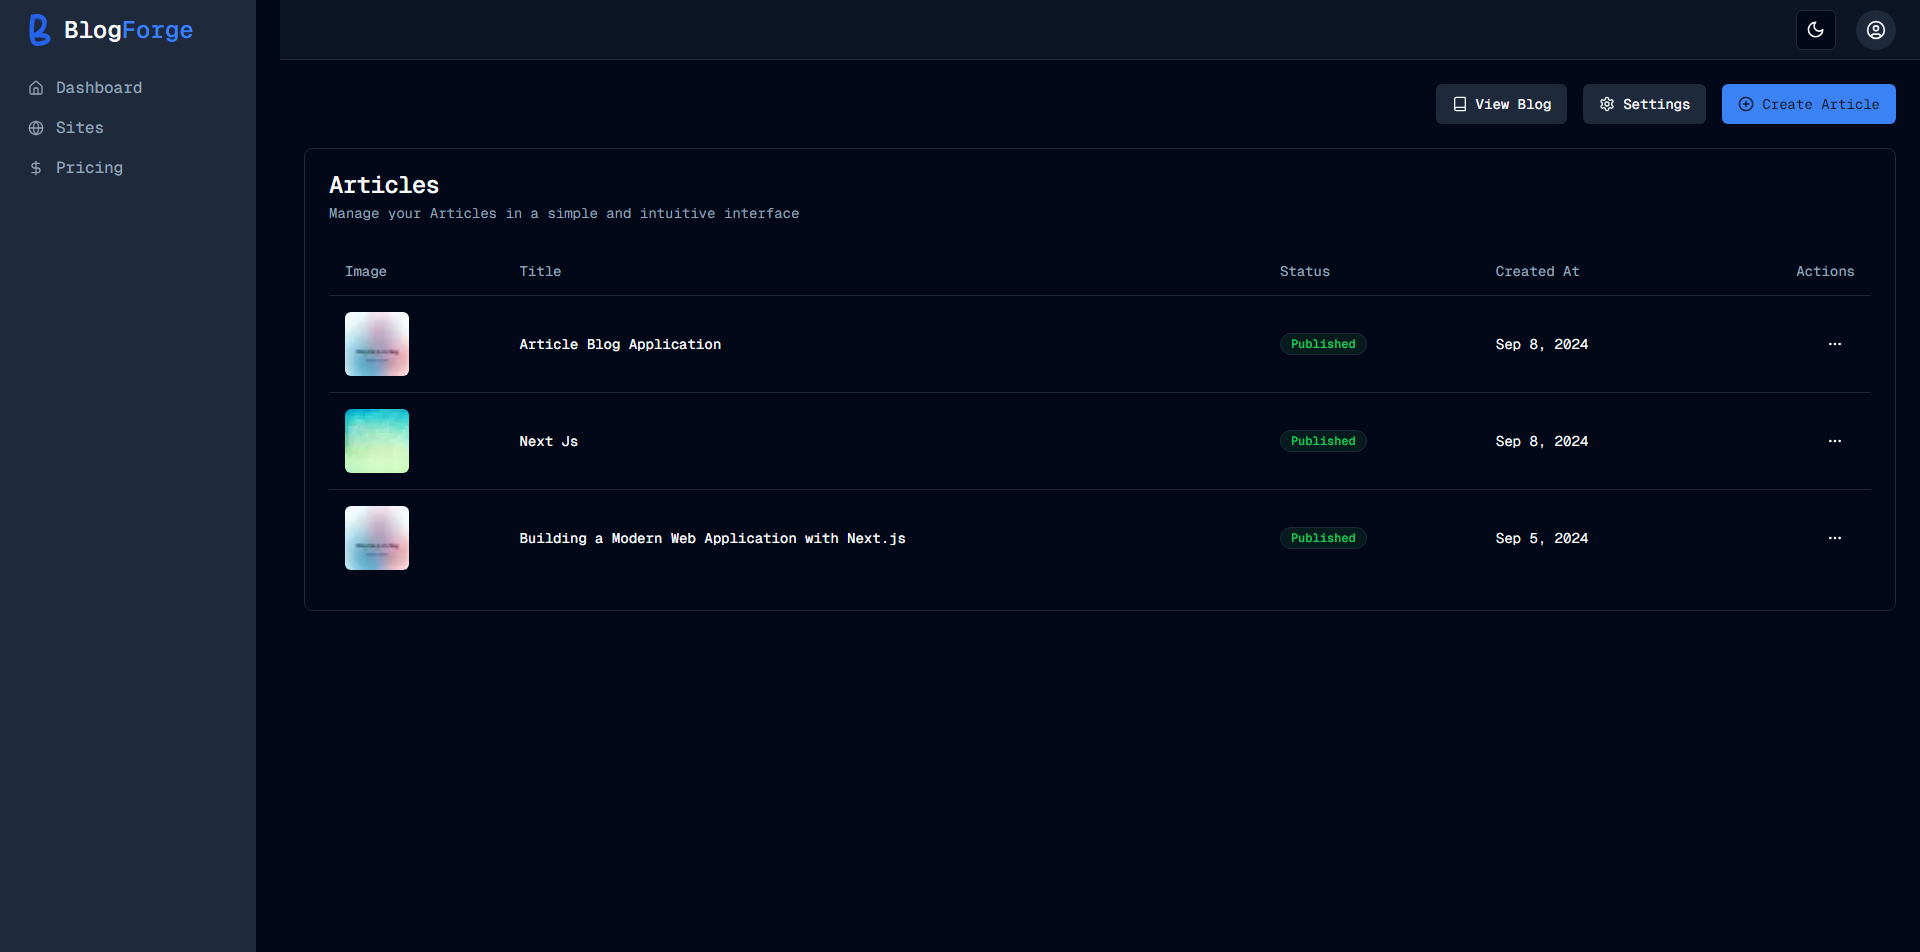 BlogForge
Dashboard
Sites
Pricing
View Blog
Settings
Create Article
Articles
Manage your Articles in a simple and intuitive interface
Image Title Status Created At Actions
Article Blog Application Published Sep 8, 2024
Next Js Published Sep 8, 2024
Building a Modern Web Application with Next.js Published Sep 5, 2024